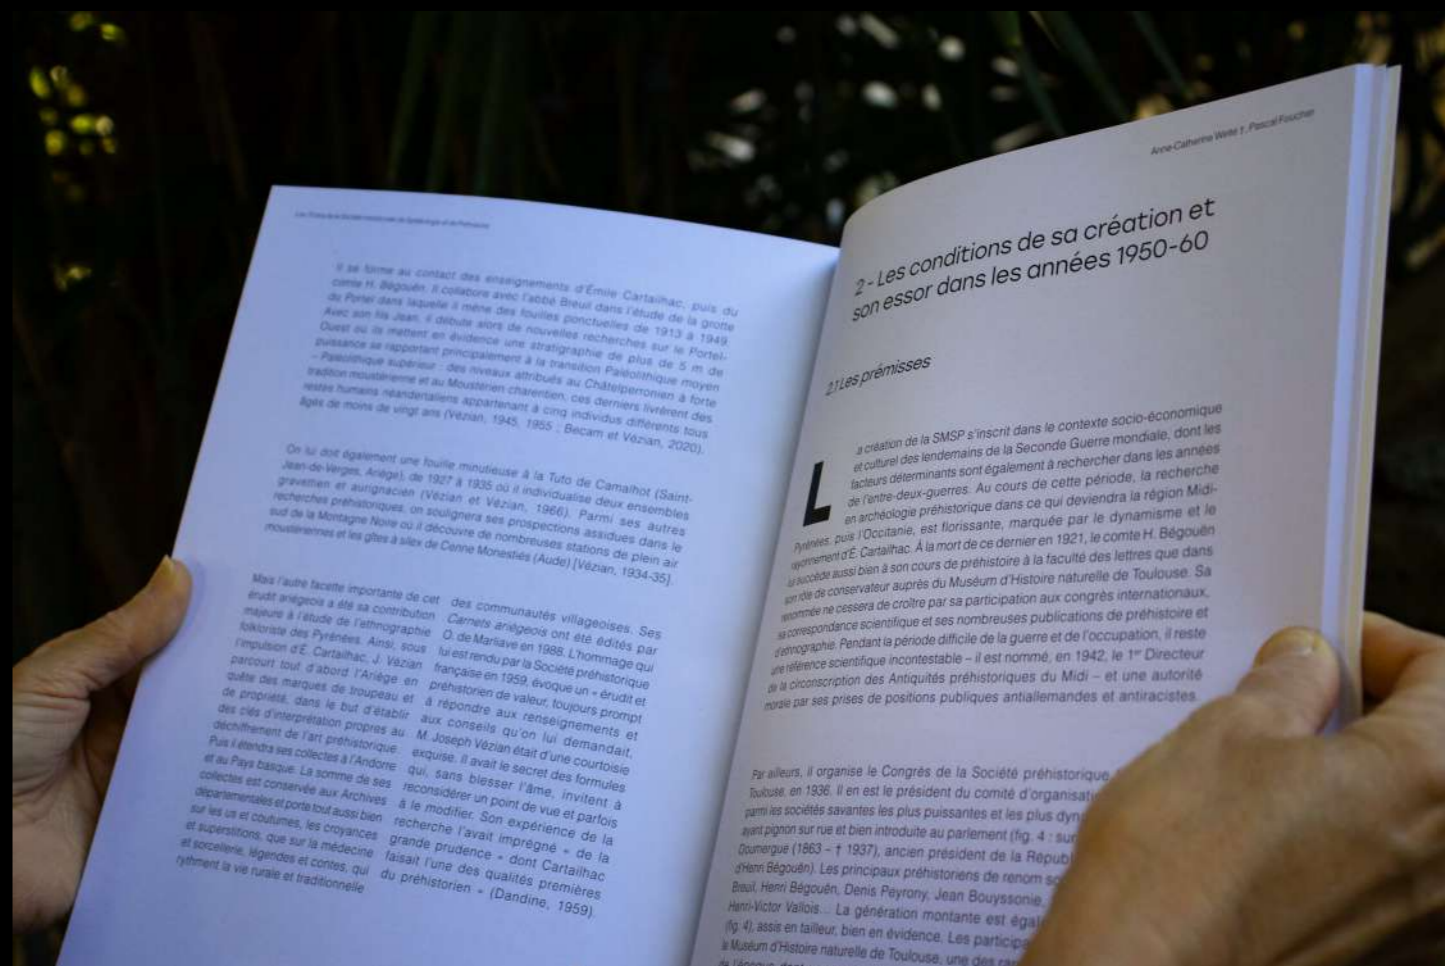 Il se forme au contact des enseignements d'Émile Cartailhac, puis du
comte H. Bégouën. Il collabore avec l'abbé Breuil dans l'étude de la grotte
du Portel dans laquelle il mène des fouilles ponctuelles de 1913 à 1949.
Avec son fils Jean, il débute alors de nouvelles recherches sur le Portel-
Ouest où ils mettent en évidence une stratigraphie de plus de 5 m de
puissance se rapportant principalement à la transition Paléolithique moyen
– Paléolithique supérieur : des niveaux attribués au Châtelperronien à forte
tradition moustérienne et au Moustérien charentien, ces derniers livrèrent des
restes humains néandertaliens appartenant à cinq individus différents tous
âgés de moins de vingt ans (Vézian, 1945, 1955 ; Becam et Vézian, 2020).
On lui doit également une fouille minutieuse à la Tuto de Camalhot (Saint-
Jean-de-Verges, Ariège), de 1927 à 1935 où il individualise deux ensembles
gravettien et aurignacien (Vézian et Vézian, 1966). Parmi ses autres
recherches préhistoriques, on soulignera ses prospections assidues dans le
sud de la Montagne Noire où il découvre de nombreuses stations de plein air
moustériennes et les gîtes à silex de Cenne Monestiés (Aude) [Vézian, 1934-35].
Mais l'autre facette importante de cet
érudit ariégeois a été sa contribution
majeure à l'étude de l'ethnographie
folkloriste des Pyrénées. Ainsi, sous
l'impulsion d'É. Cartailhac, J. Vézian
parcourt tout d'abord l'Ariège en
quête des marques de troupeau et
de propriété, dans le but d'établir
des clés d'interprétation propres au
déchiffrement de l'art préhistorique.
Puis il étendra ses collectes à l'Andorre
et au Pays basque. La somme de ses
collectes est conservée aux Archives
départementales et porte tout aussi bien
sur les us et coutumes, les croyances
et superstitions, que sur la médecine
et sorcellerie, légendes et contes, qui
rythment la vie rurale et traditionnelle
des communautés villageoises. Ses
Carnets ariégeois ont été édités par
O. de Marliave en 1988. L'hommage qui
lui est rendu par la Société préhistorique
française en 1959, évoque un « érudit et
préhistorien de valeur, toujours prompt
à répondre aux renseignements et
aux conseils qu'on lui demandait,
M. Joseph Vézian était d'une courtoisie
exquise. Il avait le secret des formules
qui, sans blesser l'âme, invitent à
reconsidérer un point de vue et parfois
à le modifier. Son expérience de la
recherche l'avait imprégné « de la
grande prudence » dont Cartailhac
faisait l'une des qualités premières
du préhistorien » (Dandine, 1959).
Anne-Catherine Welté 1, Pascal Foucher
2 - Les conditions de sa création et
son essor dans les années 1950-60
2.1 Les prémisses
La création de la SMSP s'inscrit dans le contexte socio-économique
et culturel des lendemains de la Seconde Guerre mondiale, dont les
facteurs déterminants sont également à rechercher dans les années
de l'entre-deux-guerres. Au cours de cette période, la recherche
en archéologie préhistorique dans ce qui deviendra la région Midi-
Pyrénées, puis l'Occitanie, est florissante, marquée par le dynamisme et le
rayonnement d'É. Cartailhac. À la mort de ce dernier en 1921, le comte H. Bégouën
lui succède aussi bien à son cours de préhistoire à la faculté des lettres que dans
son rôle de conservateur auprès du Muséum d'Histoire naturelle de Toulouse. Sa
renommée ne cessera de croître par sa participation aux congrès internationaux,
sa correspondance scientifique et ses nombreuses publications de préhistoire et
d'ethnographie. Pendant la période difficile de la guerre et de l'occupation, il reste
une référence scientifique incontestable – il est nommé, en 1942, le 1er Directeur
de la circonscription des Antiquités préhistoriques du Midi – et une autorité
morale par ses prises de positions publiques antiallemandes et antiracistes.
Par ailleurs, il organise le Congrès de la Société préhistorique
Toulouse, en 1936. Il en est le président du comité d'organisati
parmi les sociétés savantes les plus puissantes et les plus dyn
ayant pignon sur rue et bien introduite au parlement (fig. 4 : sur
Doumergue (1863 – † 1937), ancien président de la Républ
d'Henri Bégouën). Les principaux préhistoriens de renom so
Breuil, Henri Bégouën, Denis Peyrony, Jean Bouyssonie,
Henri-Victor Vallois... La génération montante est égal
(fig. 4), assis en tailleur, bien en évidence. Les participa
le Muséum d'Histoire naturelle de Toulouse, une des ra